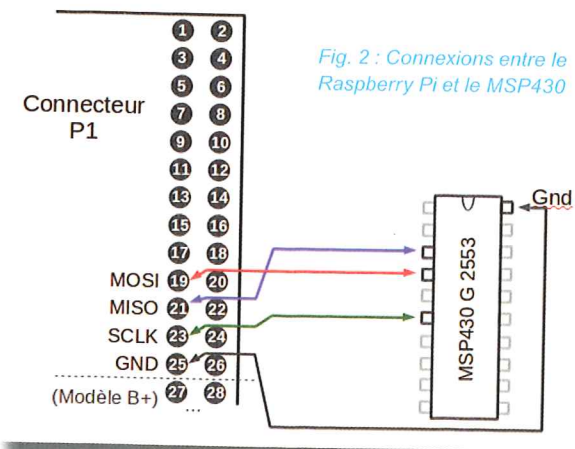 Fig. 2 : Connexions entre le
Raspberry Pi et le MSP430
Connecteur
P1
1 2
3 4
5 6
7 8
9 10
11 12
13 14
15 16
17 18
MOSI 19 20
MISO 21 22
SCLK 23 24
GND 25 26
(Modèle B+) 27 28
...
Gnd
MSP430 G 2553